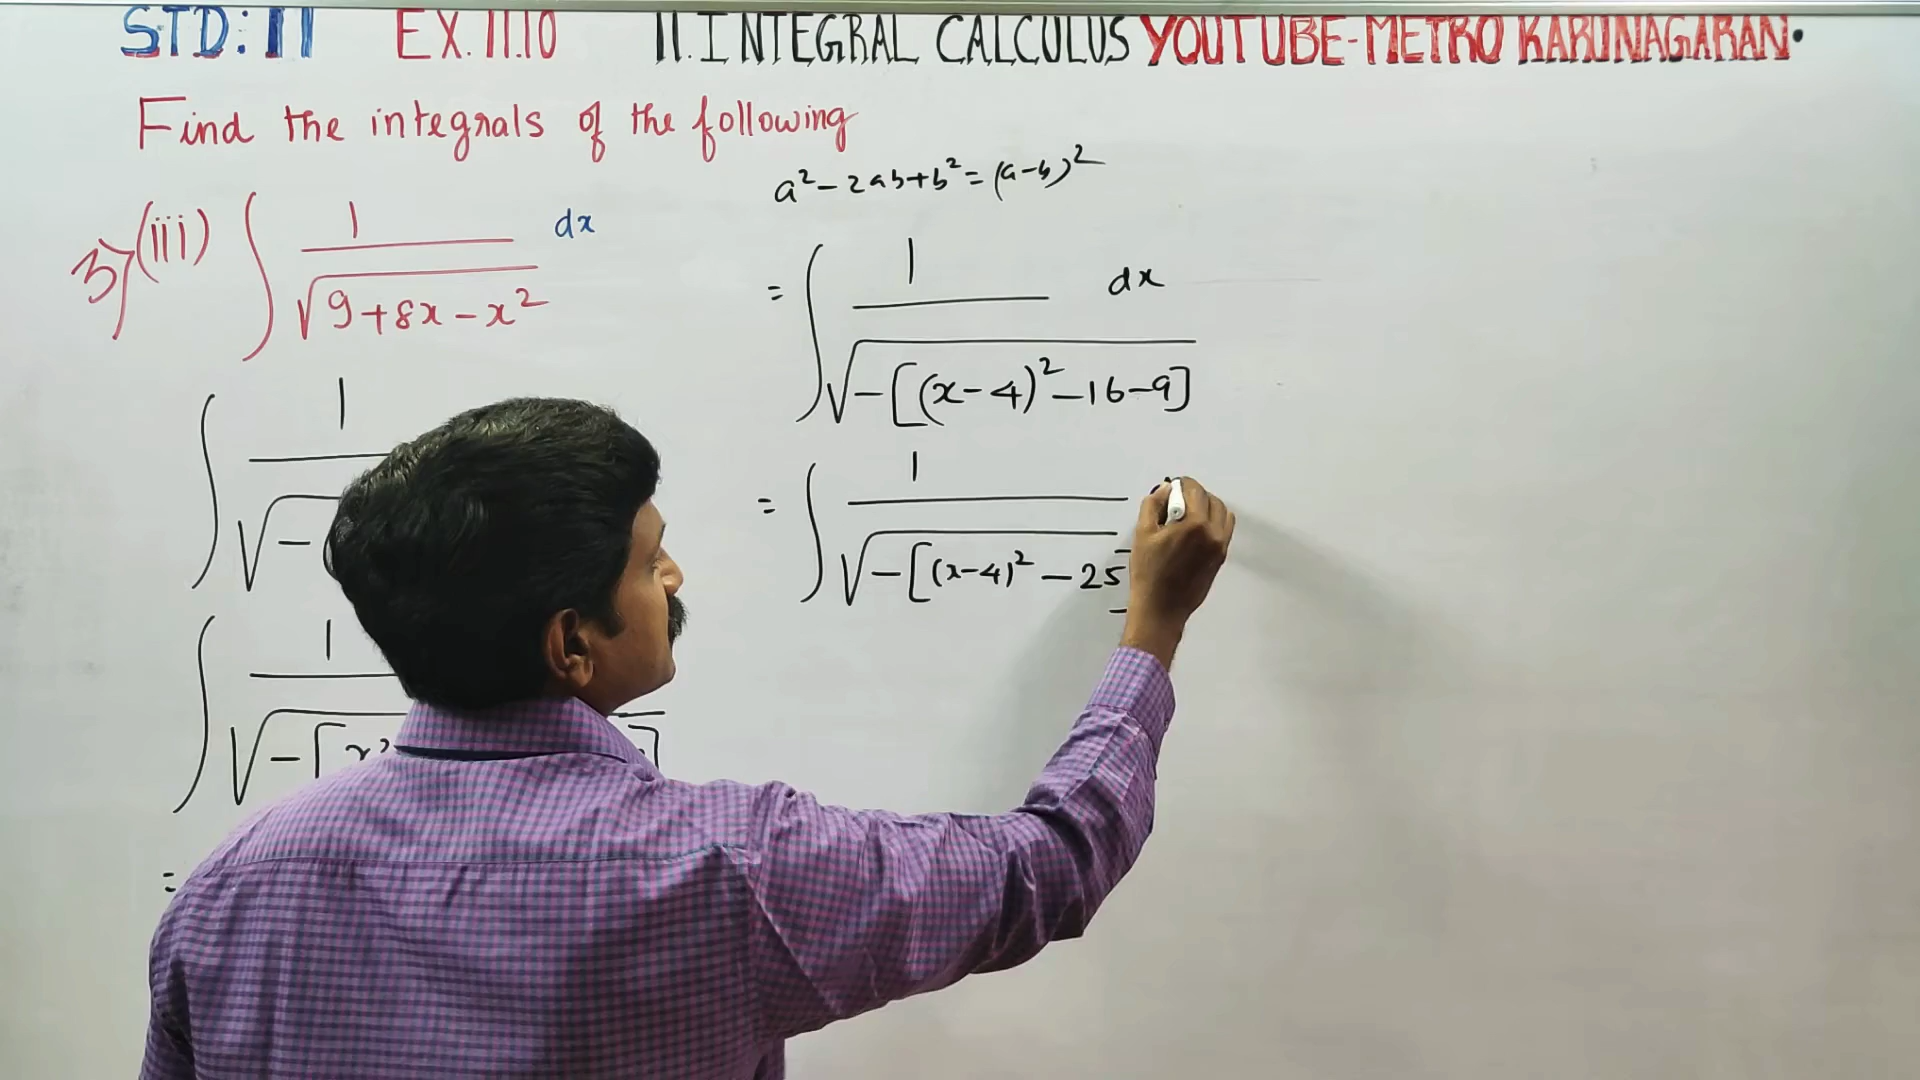 STD: 11 EX. 11.10 11. INTEGRAL CALCULUS YOUTUBE-METRO KARUNAGARAN.
Find the integrals of the following
3) (iii) ∫ 1/√(9+8x-x²) dx
∫ 1
√-(
∫ 1
√-[x²
=
a²-2ab+b²=(a-b)²
= ∫ 1/√(-[(x-4)²-16-9]) dx
= ∫ 1/√(-[(x-4)²-25])